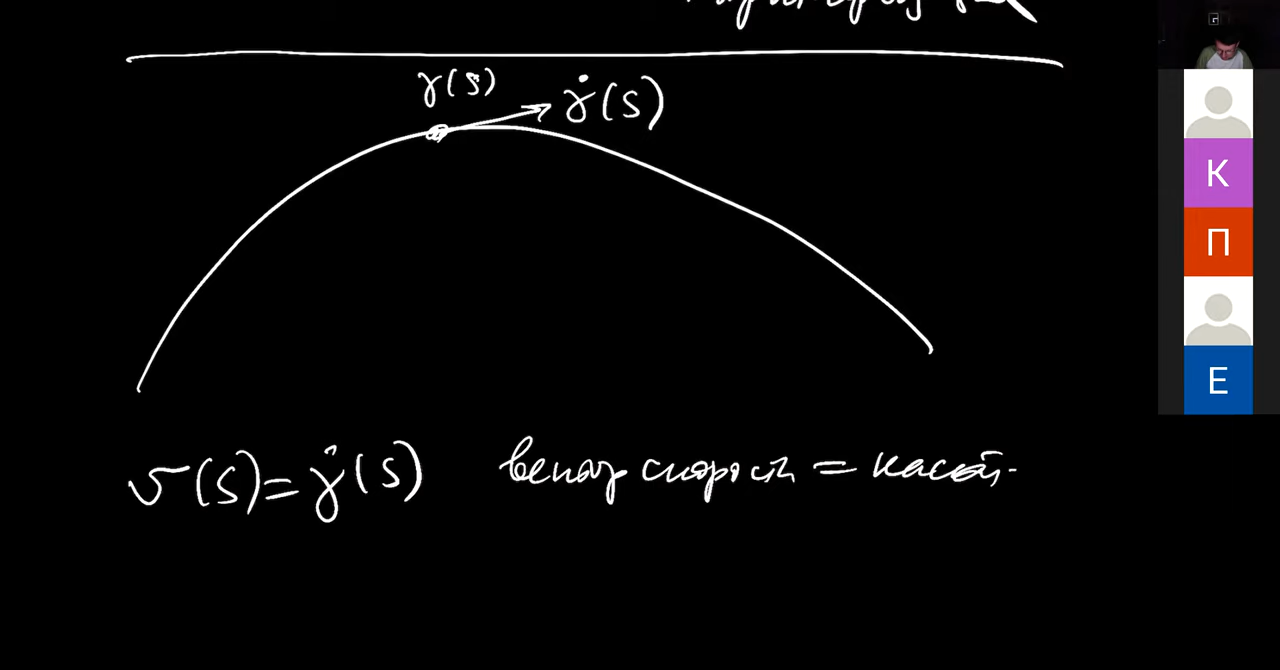 γ(s)
γ̇(s)
v(s) = γ̇(s) вектор скорости = касат.
К
П
Е